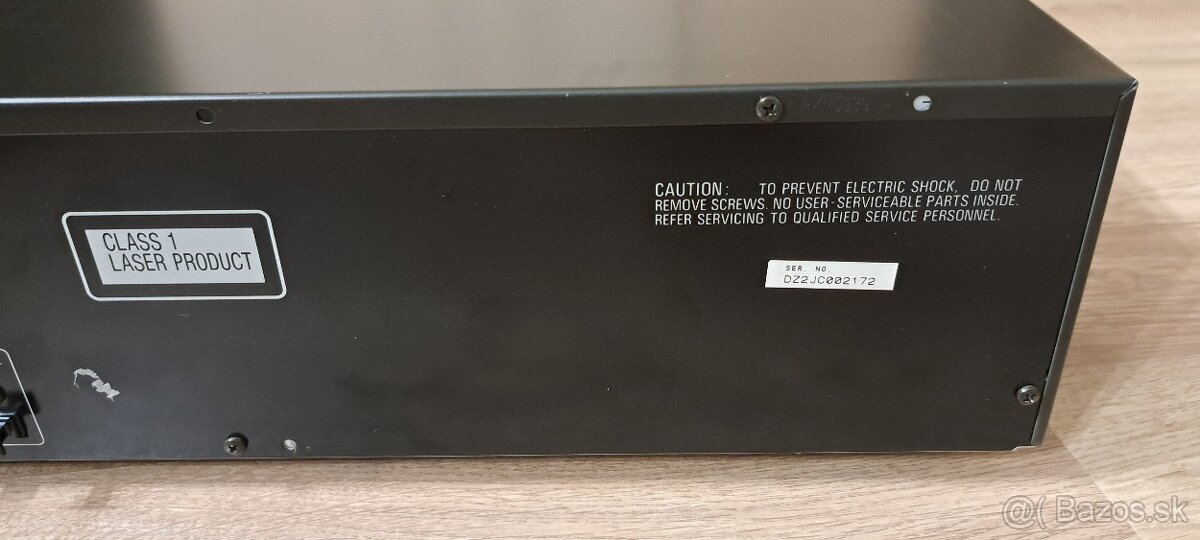 CAUTION: TO PREVENT ELECTRIC SHOCK, DO NOT
REMOVE SCREWS. NO USER-SERVICEABLE PARTS INSIDE.
REFER SERVICING TO QUALIFIED SERVICE PERSONNEL.
CLASS 1
LASER PRODUCT
SER. NO.
DZ2JC002172
@( Bazos.sk